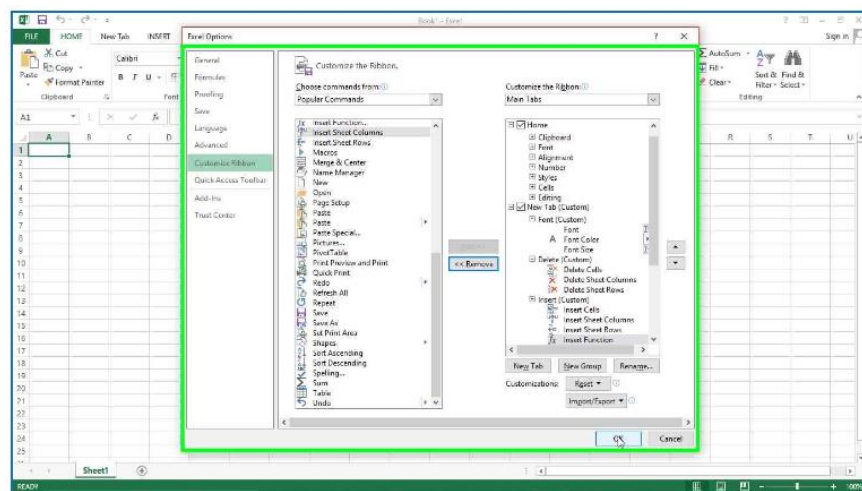 Book1 - Excel
FILE HOME New Tab INSERT Excel Options Sign in
Cut
Copy
Format Painter
Paste
Clipboard
Calibri
B I U
Font
AutoSum
Fill
Clear
Sort & Filter
Find & Select
Editing
A1
A B C D R S T U
General
Formulas
Proofing
Save
Language
Advanced
Customize Ribbon
Quick Access Toolbar
Add-Ins
Trust Center
Customize the Ribbon.
Choose commands from:
Popular Commands
Insert Function...
Insert Sheet Columns
Insert Sheet Rows
Macros
Merge & Center
Name Manager
New
Open
Page Setup
Paste
Paste
Paste Special...
Pictures...
PivotTable
Print Preview and Print
Quick Print
Redo
Refresh All
Repeat
Save
Save As
Set Print Area
Shapes
Sort Ascending
Sort Descending
Spelling...
Sum
Table
Undo
<< Remove
Customize the Ribbon:
Main Tabs
Home
Clipboard
Font
Alignment
Number
Styles
Cells
Editing
New Tab (Custom)
Font (Custom)
Font
Font Color
Font Size
Delete (Custom)
Delete Cells
Delete Sheet Columns
Delete Sheet Rows
Insert (Custom)
Insert Cells
Insert Sheet Columns
Insert Sheet Rows
Insert Function
New Tab New Group Rename...
Customizations: Reset
Import/Export
OK Cancel
1
2
3
4
5
6
7
8
9
10
11
12
13
14
15
16
17
18
19
20
21
22
23
24
25
Sheet1
READY 100%